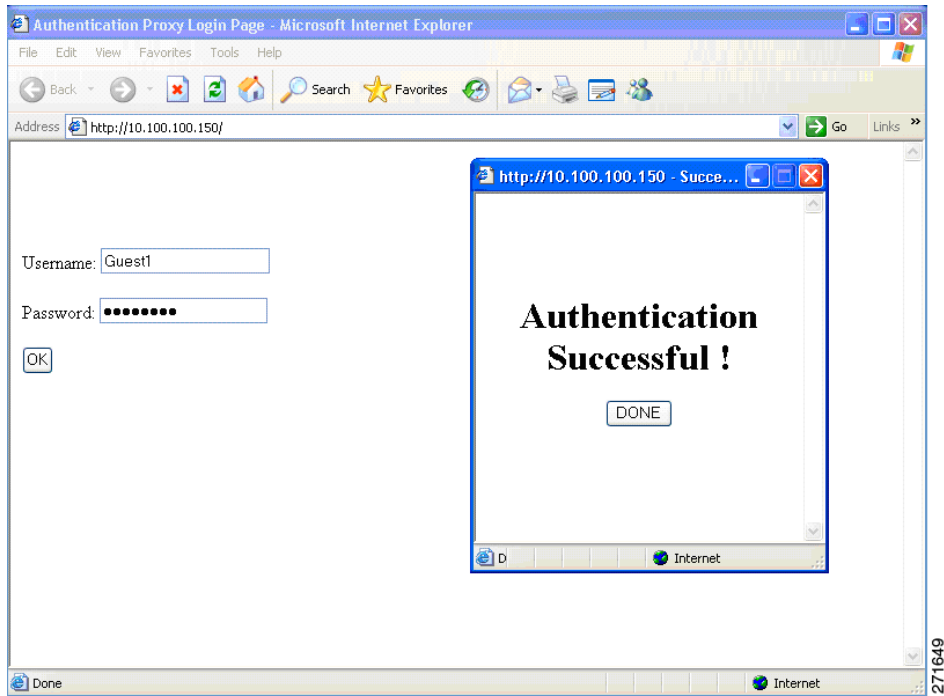 Authentication Proxy Login Page - Microsoft Internet Explorer
File Edit View Favorites Tools Help
Back Search Favorites
Address http://10.100.100.150/ Go Links »
http://10.100.100.150 - Succe...
Username: Guest1
Password: ••••••••
OK
Authentication
Successful !
DONE
D Internet
Done Internet
271649